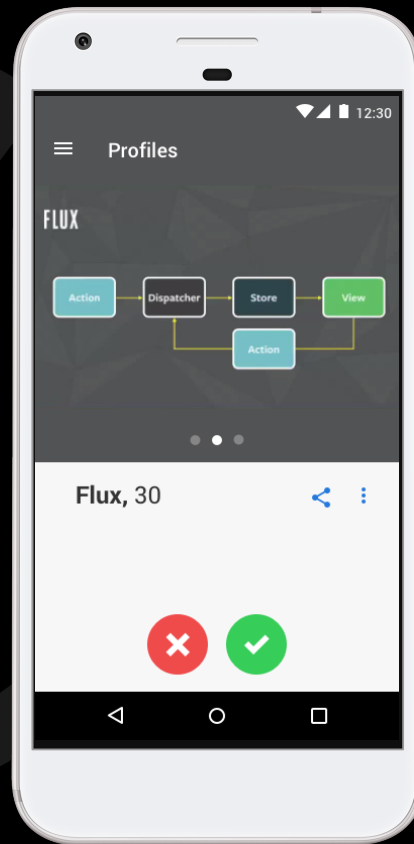 12:30
Profiles
FLUX
Action Dispatcher Store View
Action
Flux, 30